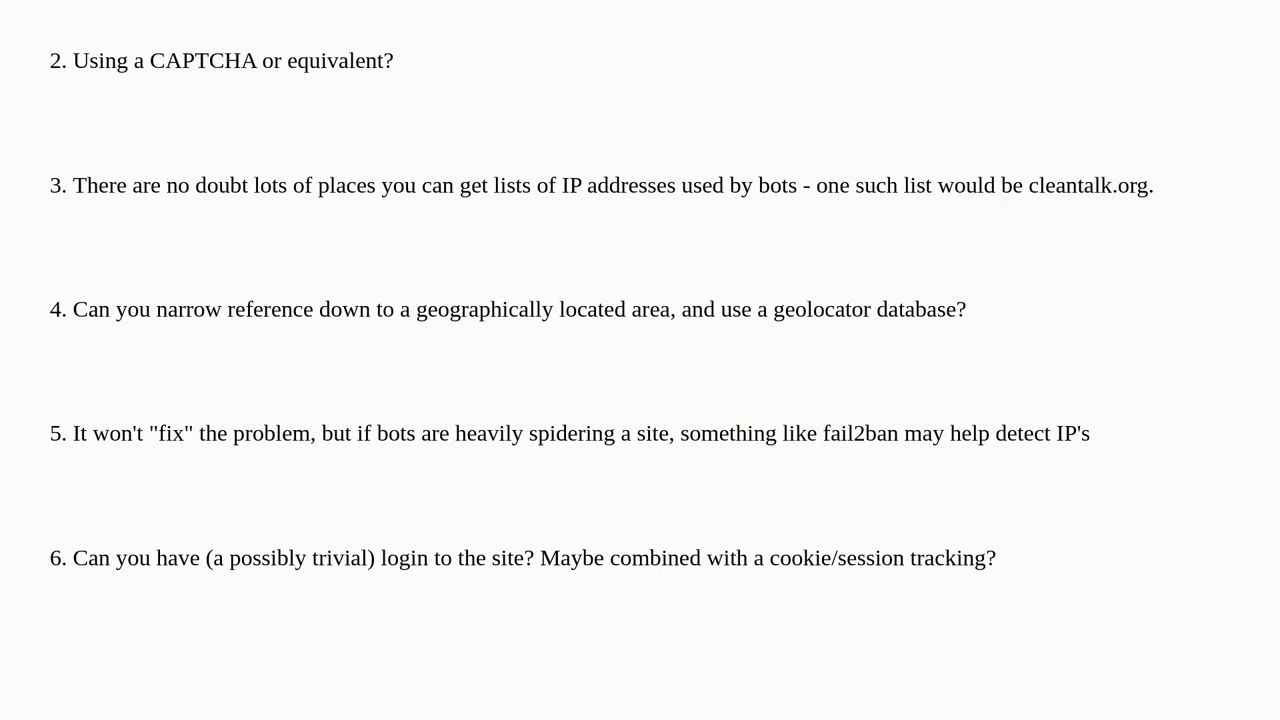 2. Using a CAPTCHA or equivalent?
3. There are no doubt lots of places you can get lists of IP addresses used by bots - one such list would be cleantalk.org.
4. Can you narrow reference down to a geographically located area, and use a geolocator database?
5. It won't "fix" the problem, but if bots are heavily spidering a site, something like fail2ban may help detect IP's
6. Can you have (a possibly trivial) login to the site? Maybe combined with a cookie/session tracking?